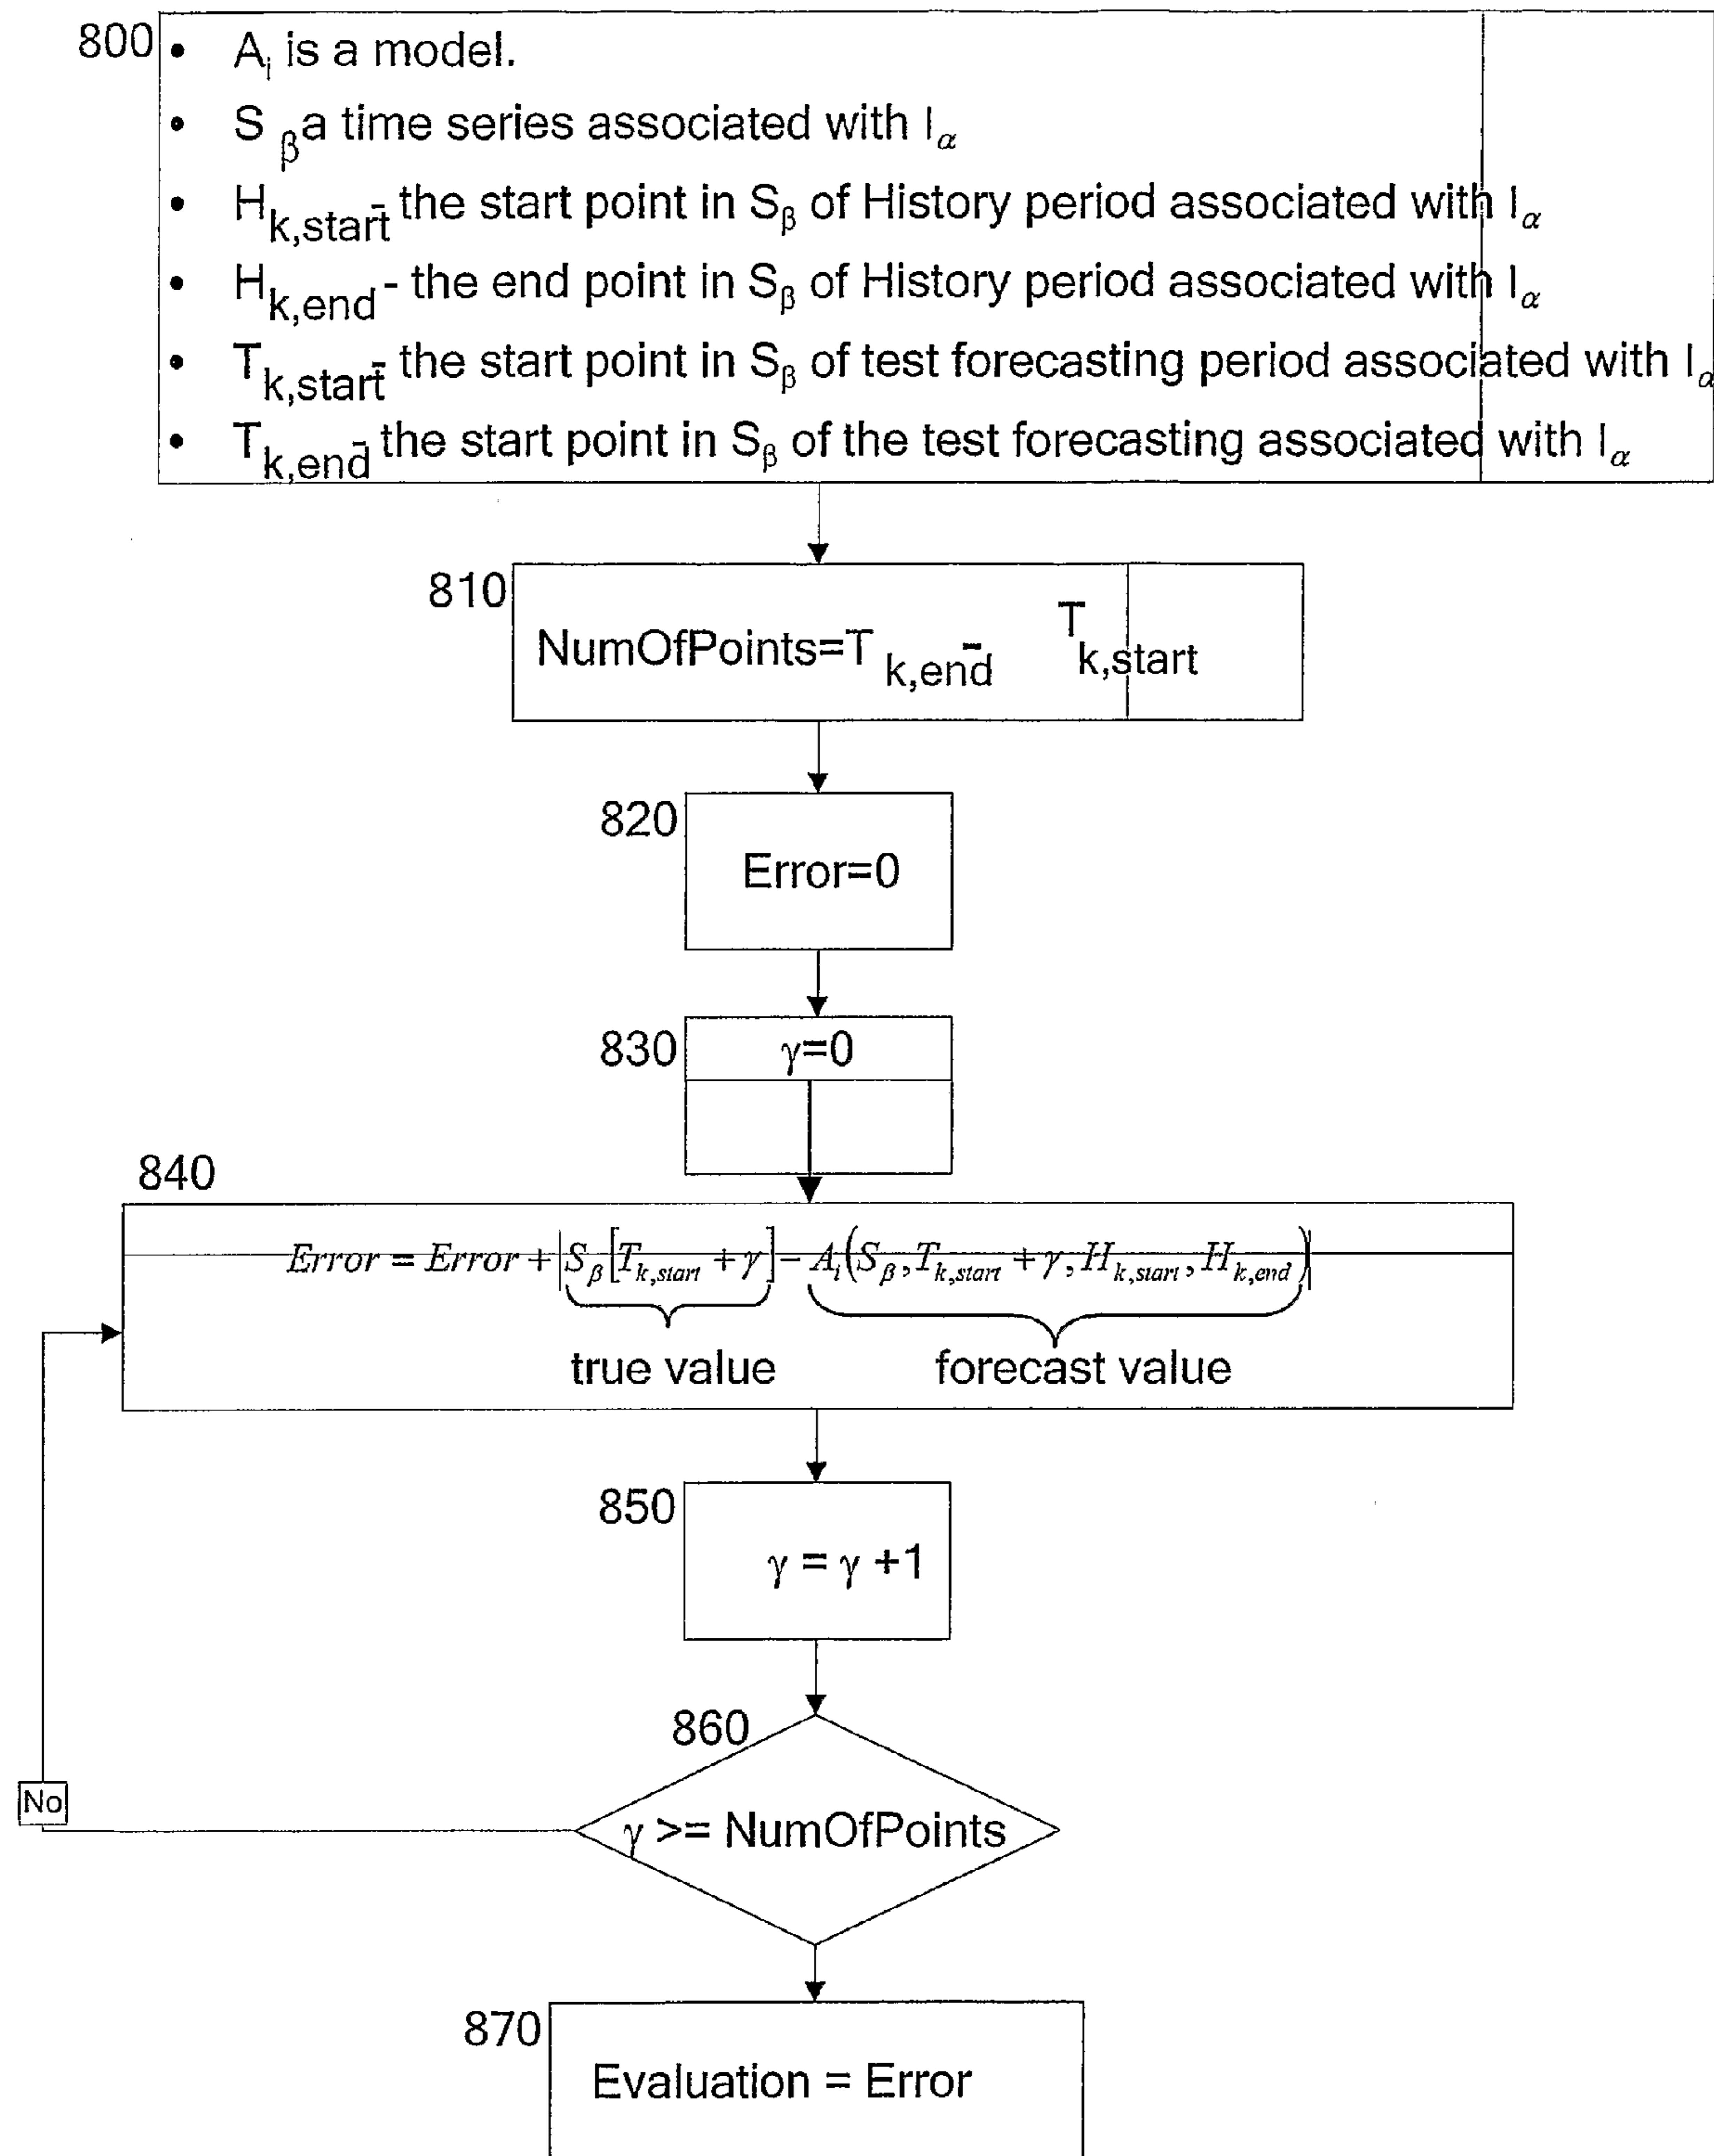 800
• A_i is a model.
• S_β a time series associated with I_α
• H_k,start - the start point in S_β of History period associated with I_α
• H_k,end - the end point in S_β of History period associated with I_α
• T_k,start - the start point in S_β of test forecasting period associated with I_α
• T_k,end - the start point in S_β of the test forecasting associated with I_α
810
NumOfPoints=T_k,end - T_k,start
820
Error=0
830
γ=0
840
Error = Error + |S_β[T_k,start + γ] - A_i(S_β, T_k,start + γ, H_k,start, H_k,end)|
true value forecast value
850
γ = γ +1
860
γ >= NumOfPoints
No
870
Evaluation = Error